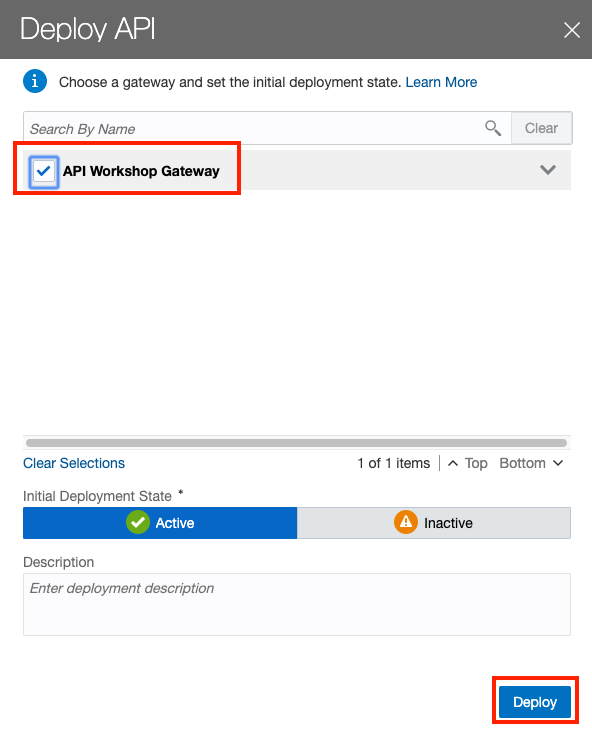 Deploy API
Choose a gateway and set the initial deployment state. Learn More
Search By Name Clear
API Workshop Gateway
Clear Selections 1 of 1 items Top Bottom
Initial Deployment State *
Active Inactive
Description
Enter deployment description
Deploy